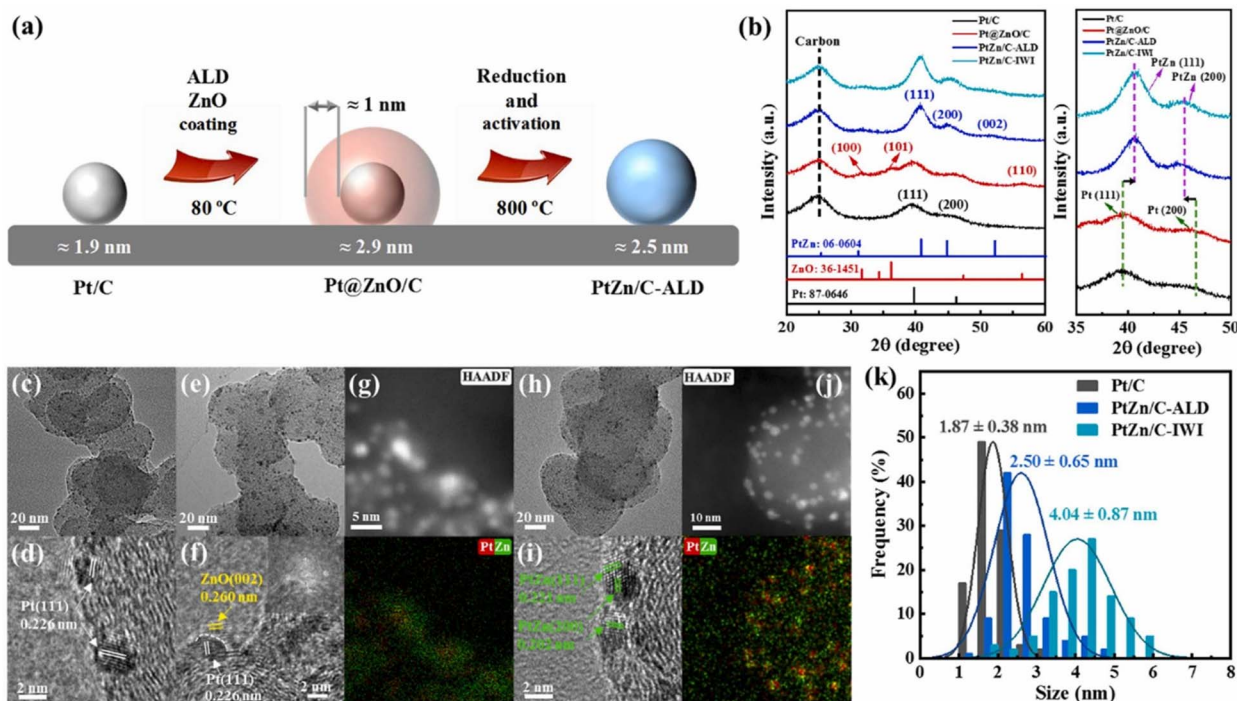 (a)
ALD
ZnO
coating
80 ºC
≈ 1 nm
Reduction
and
activation
800 ºC
≈ 1.9 nm
≈ 2.9 nm
≈ 2.5 nm
Pt/C
Pt@ZnO/C
PtZn/C-ALD
(b)
Intensity (a.u.)
Carbon
Pt/C
Pt@ZnO/C
PtZn/C-ALD
PtZn/C-IWI
(111)
(200)
(002)
(100)
(101)
(110)
(111)
(200)
PtZn: 06-0604
ZnO: 36-1451
Pt: 87-0646
20 30 40 50 60
2θ (degree)
Intensity (a.u.)
Pt/C
Pt@ZnO/C
PtZn/C-ALD
PtZn/C-IWI
PtZn (111)
PtZn (200)
Pt (111)
Pt (200)
35 40 45 50
2θ (degree)
(c)
20 nm
(e)
20 nm
(g)
HAADF
5 nm
(h)
20 nm
HAADF
(j)
10 nm
(d)
Pt(111)
0.226 nm
2 nm
(f)
ZnO(002)
0.260 nm
Pt(111)
0.226 nm
2 nm
Pt Zn
(i)
2 nm
Pt Zn
(k)
Pt/C
PtZn/C-ALD
PtZn/C-IWI
1.87 ± 0.38 nm
2.50 ± 0.65 nm
4.04 ± 0.87 nm
Frequency (%)
60
50
40
30
20
10
0
0 1 2 3 4 5 6 7 8
Size (nm)